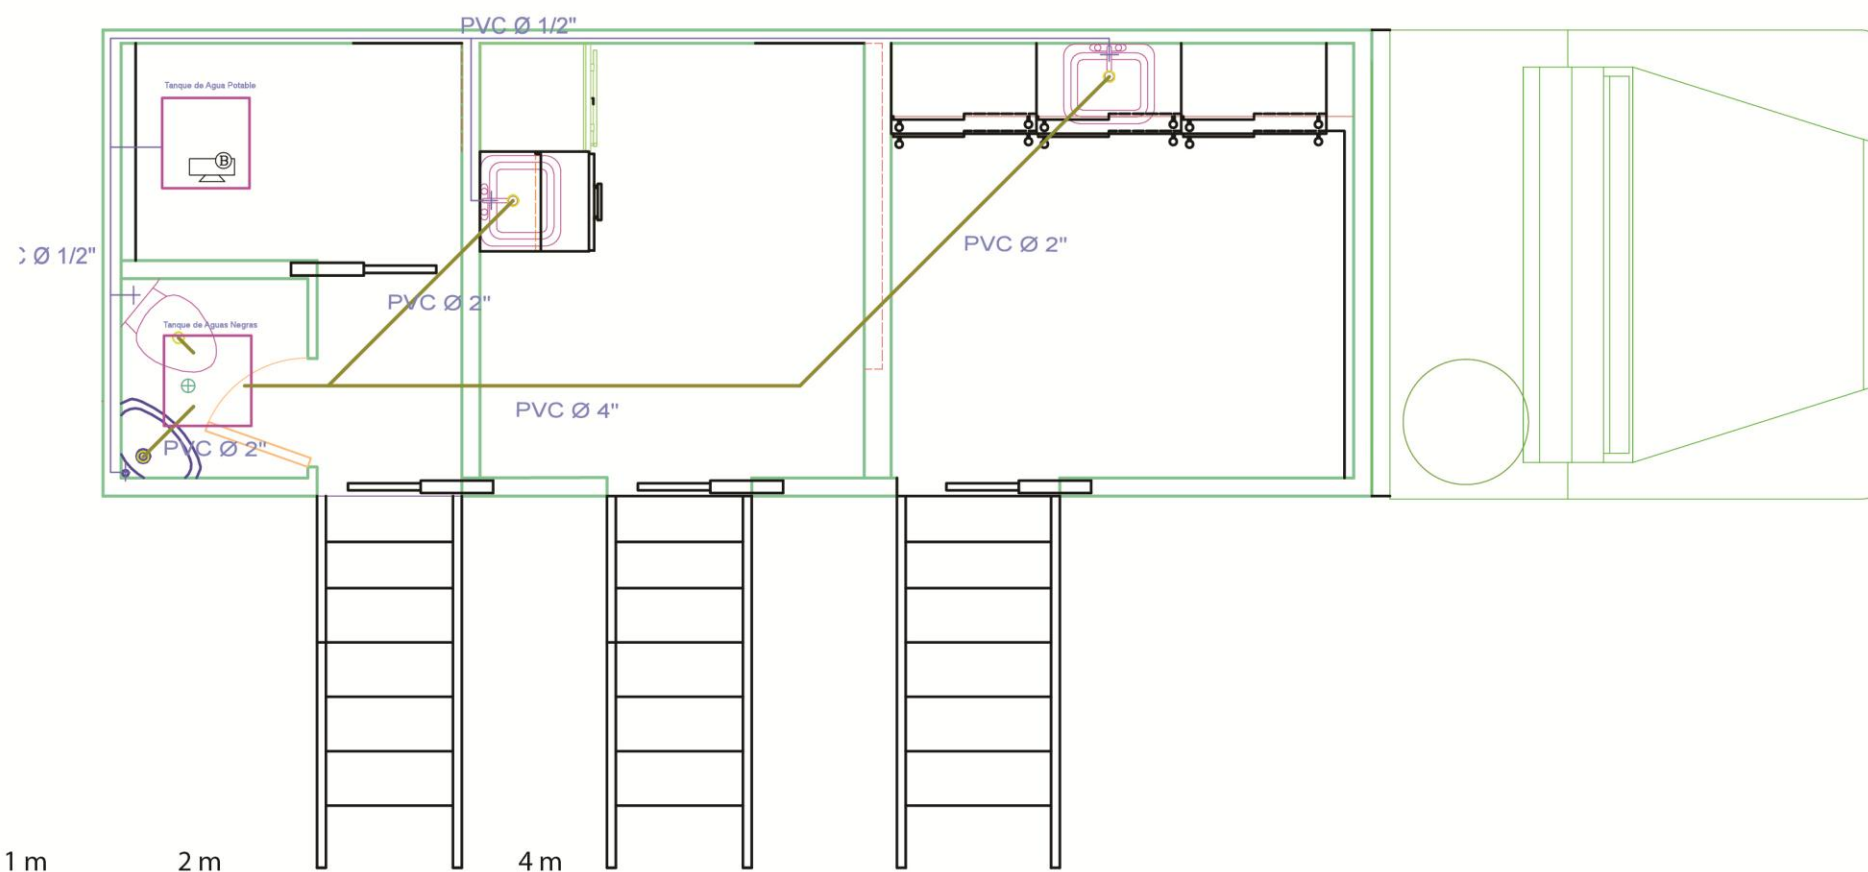 PVC Ø 1/2"
Tanque de Agua Potable
B
Ø 1/2"
PVC Ø 2"
PVC Ø 2"
Tanque de Aguas Negras
PVC Ø 4"
PVC Ø 2"
1 m 2 m 4 m